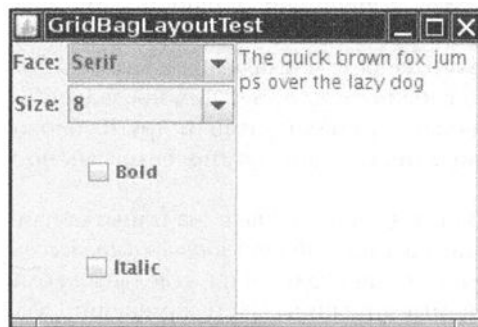 GridBagLayoutTest
Face: Serif
Size: 8
Bold
Italic
The quick brown fox jum
ps over the lazy dog